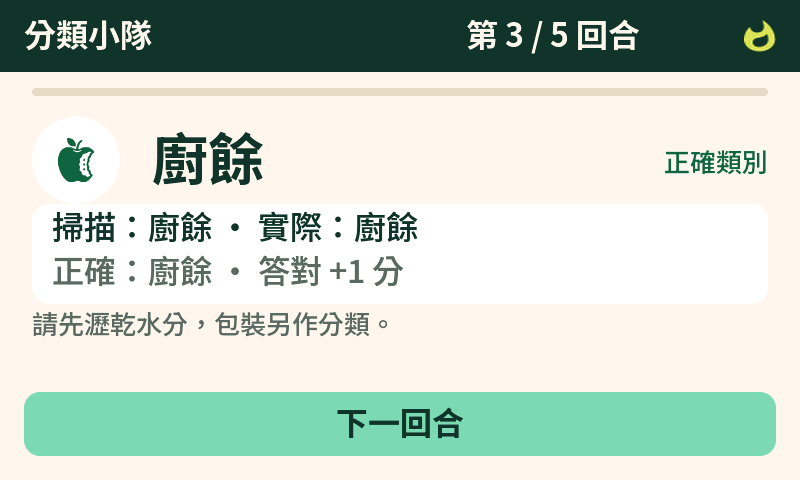 分類小隊
第 3 / 5 回合
廚餘
正確類別
掃描：廚餘 · 實際：廚餘
正確：廚餘 · 答對 +1 分
請先瀝乾水分，包裝另作分類。
下一回合